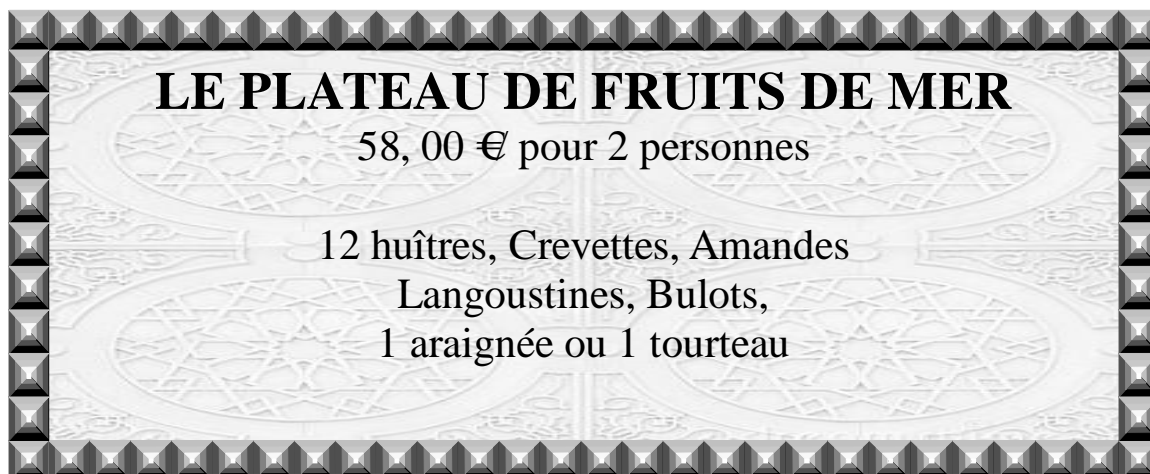 LE PLATEAU DE FRUITS DE MER
58, 00 € pour 2 personnes
12 huîtres, Crevettes, Amandes
Langoustines, Bulots,
1 araignée ou 1 tourteau